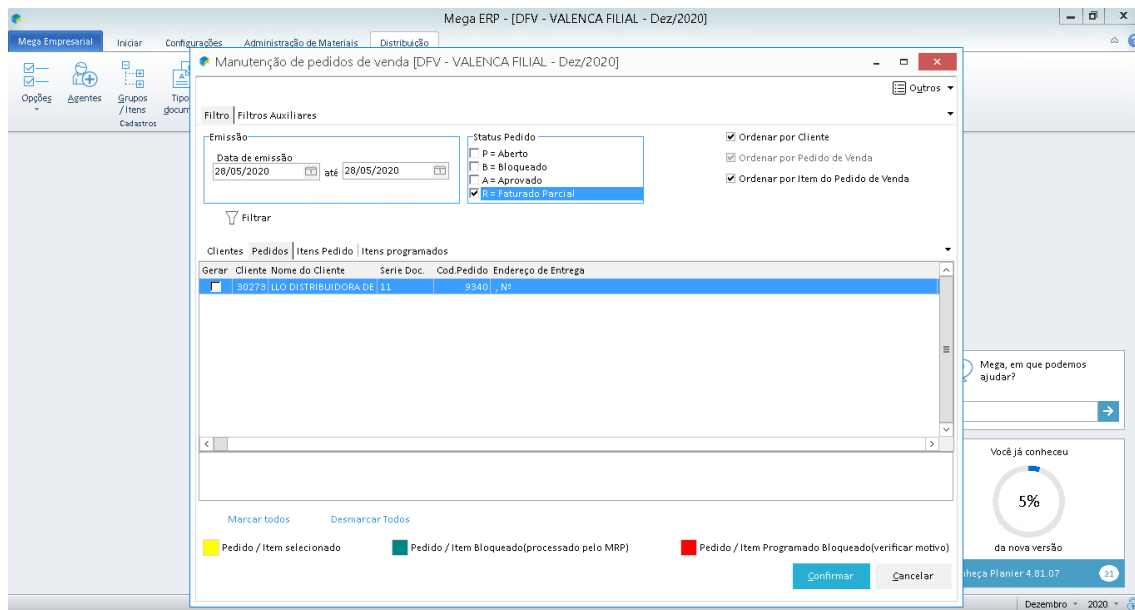 Mega ERP - [DFV - VALENCA FILIAL - Dez/2020]
Mega Empresarial Iniciar Configurações Administração de Materiais Distribuição
Manutenção de pedidos de venda [DFV - VALENCA FILIAL - Dez/2020]
Opções Agentes Grupos / Itens Tipo docum
Cadastros
Outros
Filtro Filtros Auxiliares
Emissão
Data de emissão
28/05/2020 até 28/05/2020
Status Pedido
P = Aberto
B = Bloqueado
A = Aprovado
R = Faturado Parcial
Ordenar por Cliente
Ordenar por Pedido de Venda
Ordenar por Item do Pedido de Venda
Filtrar
Clientes Pedidos Itens Pedido Itens programados
Gerar Cliente Nome do Cliente Serie Doc. Cod.Pedido Endereço de Entrega
30273 LLO DISTRIBUIDORA DE 11 9340 , Nº
Marcar todos Desmarcar Todos
Pedido / Item selecionado Pedido / Item Bloqueado(processado pelo MRP) Pedido / Item Programado Bloqueado(verificar motivo)
Confirmar Cancelar
Mega, em que podemos
ajudar?
Você já conheceu
5%
da nova versão
nheça Planier 4.81.07 21
Dezembro 2020